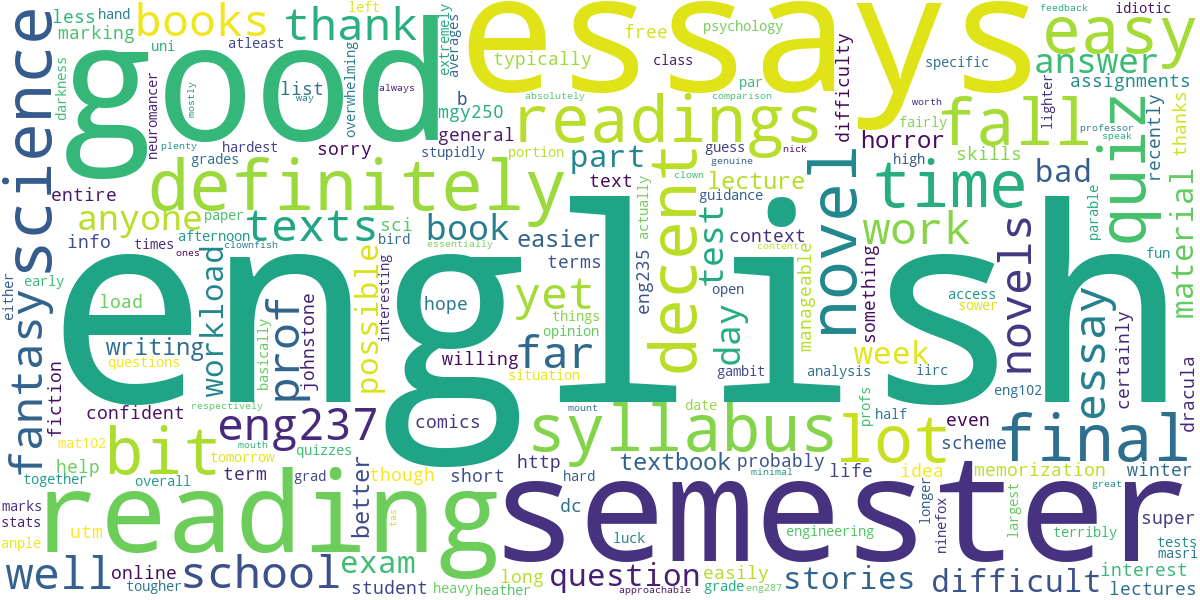 english
good
essays
semester
reading
science
books
thank
less
hand
marking
uni
atleast
left
extremely
averages
overwhelming
list
way
always
mostly
darkness
neuromancer
plenty
hardest
grades
sorry
b
mgy250
general
stupidly
typically
free
class
psychology
feedback
idiotic
easy
answer
assignments
specific
difficulty
par
absolutely
comparison
readings
portion
guess
genuine
nick
worth
professor
speak
lighter
fairly
horror
fall
skills
quiz
recently
thanks
definitely
entire
anyone
paper
texts
sci
part
text
book
decent
lecture
clown
guidance
novel
time
high
bad
work
parable
fun
material
info
times
afternoon
clownfish
ones
bird
essentially
easier
terms
actually
eng235
test
context
open
content
manageable
something
access
sower
novels
early
either
fantasy
load
writing
questions
workload
basically
prof
johnstone
possible
interesting
hope
yet
things
opinion
far
willing
situation
day
gambit
analysis
week
iirc
profs
eng102
essay
certainly
dracula
fiction
confident
respectively
eng237
comics
mount
date
half
even
syllabus
lot
scheme
final
mat102
bit
mouth
quizzes
tomorrow
help
together
overall
term
grad
better
though
short
http
hard
textbook
probably
life
idea
minimal
memorization
great
winter
marks
stats
anple
utm
tas
dc
luck
engineering
longer
ninefox
largest
terribly
super
tests
masri
well
online
tougher
school
exam
student
heavy
heather
long
question
approachable
easily
grade
eng287
stories
difficult
interest
lectures